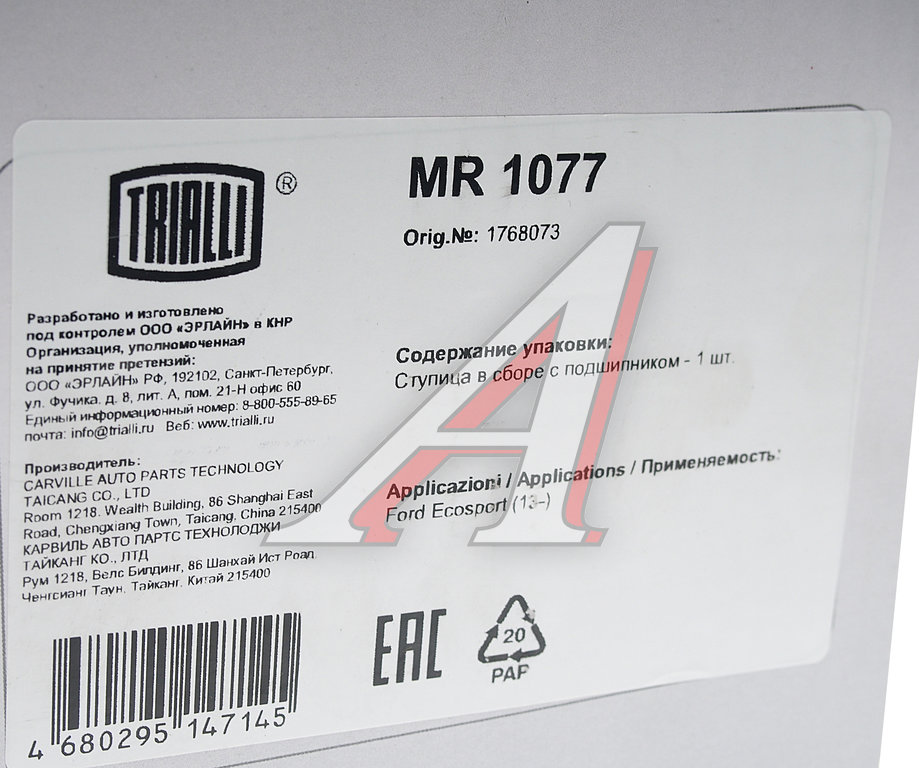 TRIALLI ®
MR 1077
Orig.№: 1768073
Разработано и изготовлено
под контролем ООО «ЭРЛАЙН» в КНР
Организация, уполномоченная
на принятие претензий:
ООО «ЭРЛАЙН» РФ, 192102, Санкт-Петербург,
ул. Фучика. д. 8, лит. А, пом. 21-Н офис 60
Единый информационный номер: 8-800-555-89-65
почта: info@trialli.ru Веб: www.trialli.ru
Производитель:
CARVILLE AUTO PARTS TECHNOLOGY
TAICANG CO., LTD
Room 1218. Wealth Building, 86 Shanghai East
Road, Chengxiang Town, Taicang, China 215400
КАРВИЛЬ АВТО ПАРТС ТЕХНОЛОДЖИ
ТАЙКАНГ КО., ЛТД
Рум 1218, Велс Билдинг, 86 Шанхай Ист Роад,
Ченгсианг Таун, Тайканг, Китай 215400
Содержание упаковки:
Ступица в сборе с подшипником - 1 шт.
Applicazioni / Applications / Применяемость:
Ford Ecosport (13-)
4 680295 147145
EAC
20
PAP